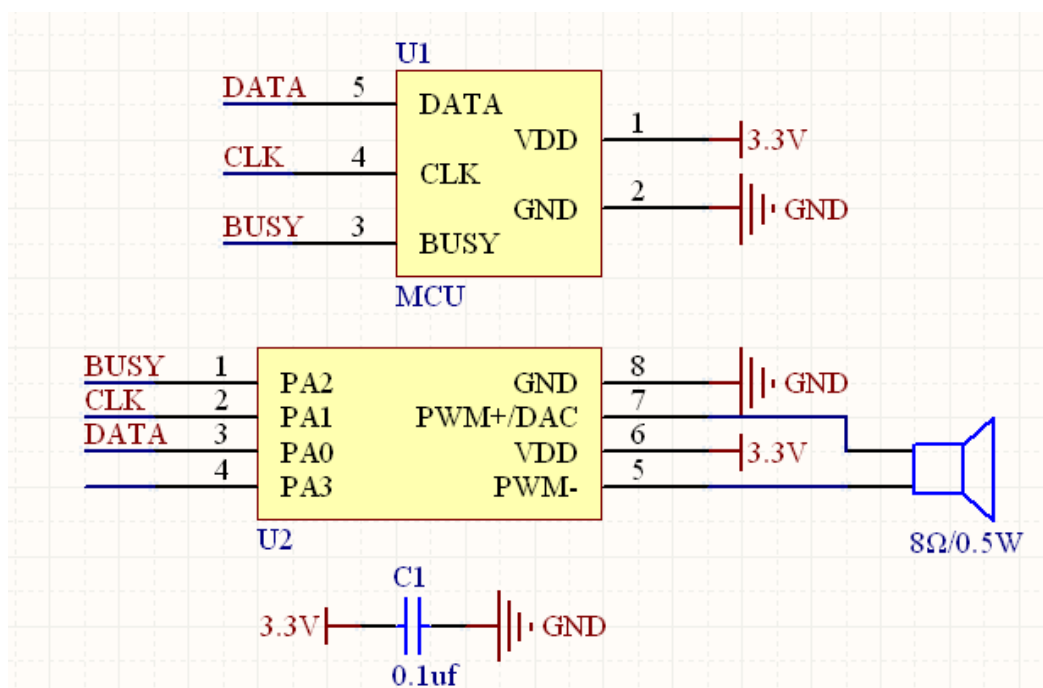 U1
DATA 5 DATA
VDD 1 3.3V
CLK 4 CLK
GND 2 GND
BUSY 3 BUSY
MCU
BUSY 1 PA2 GND 8 GND
CLK 2 PA1 PWM+/DAC 7
DATA 3 PA0 VDD 6 3.3V
4 PA3 PWM- 5
U2
8Ω/0.5W
C1
3.3V GND
0.1uf